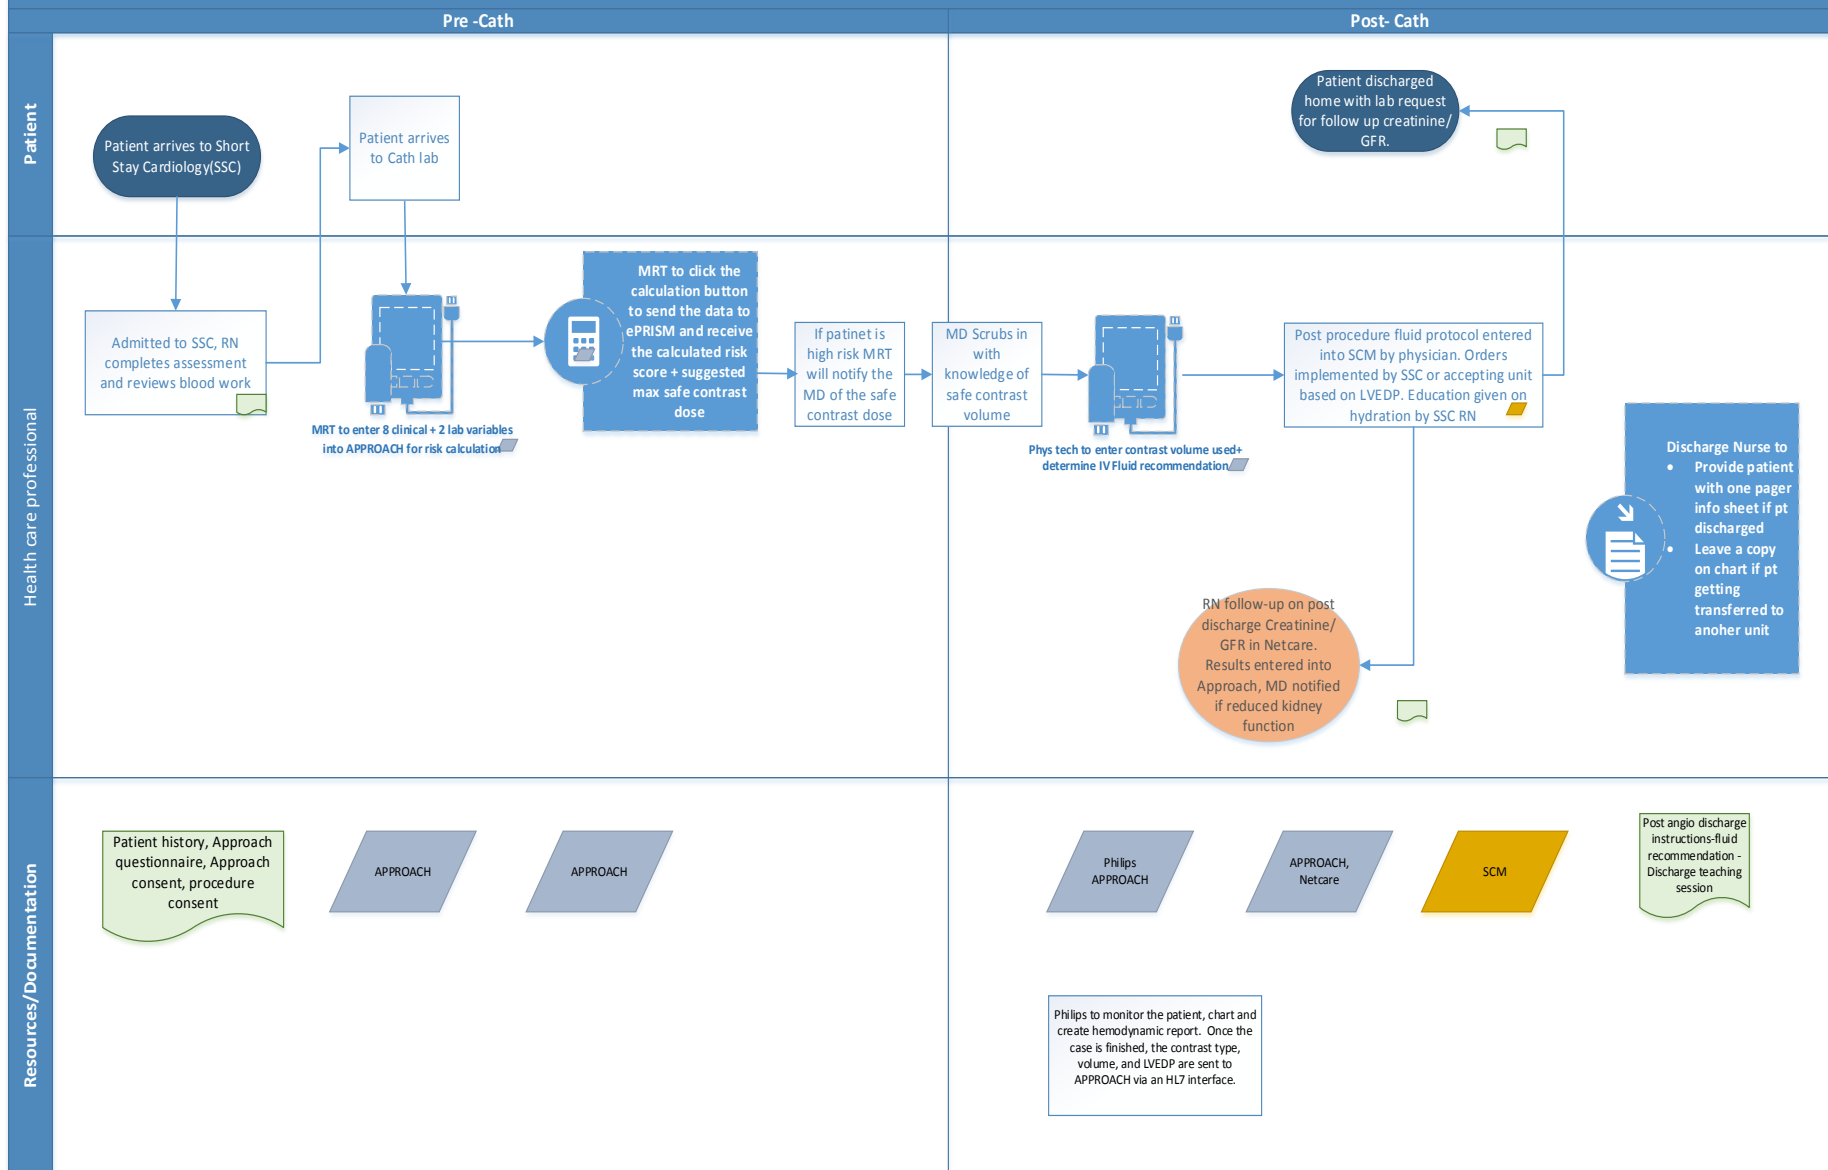 Pre -Cath
Post- Cath
Patient
Patient arrives to Short
Stay Cardiology(SSC)
Patient arrives
to Cath lab
Patient discharged
home with lab request
for follow up creatinine/
GFR.
Health care professional
Admitted to SSC, RN
completes assessment
and reviews blood work
MRT to enter 8 clinical + 2 lab variables
into APPROACH for risk calculation
MRT to click the
calculation button
to send the data to
ePRISM and receive
the calculated risk
score + suggested
max safe contrast
dose
If patinet is
high risk MRT
will notify the
MD of the safe
contrast dose
MD Scrubs in
with
knowledge of
safe contrast
volume
Phys tech to enter contrast volume used+
determine IV Fluid recommendation
Post procedure fluid protocol entered
into SCM by physician. Orders
implemented by SSC or accepting unit
based on LVEDP. Education given on
hydration by SSC RN
Discharge Nurse to
• Provide patient
with one pager
info sheet if pt
discharged
• Leave a copy
on chart if pt
getting
transferred to
anoher unit
RN follow-up on post
discharge Creatinine/
GFR in Netcare.
Results entered into
Approach, MD notified
if reduced kidney
function
Resources/Documentation
Patient history, Approach
questionnaire, Approach
consent, procedure
consent
APPROACH
APPROACH
Philips
APPROACH
APPROACH,
Netcare
SCM
Post angio discharge
instructions-fluid
recommendation -
Discharge teaching
session
Philips to monitor the patient, chart and
create hemodynamic report. Once the
case is finished, the contrast type,
volume, and LVEDP are sent to
APPROACH via an HL7 interface.